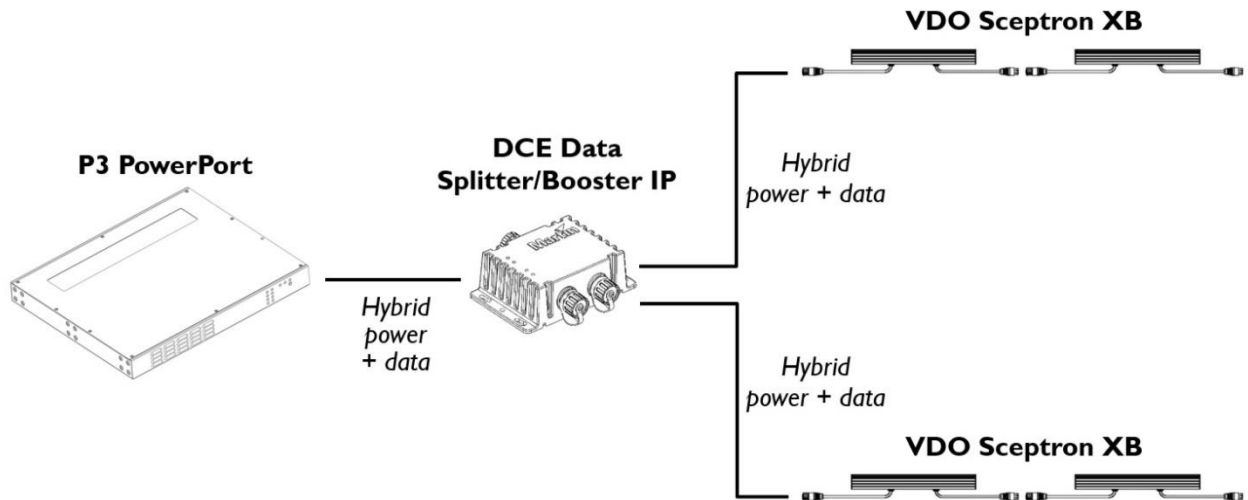 VDO Sceptron XB
P3 PowerPort
DCE Data
Splitter/Booster IP
Martin
Hybrid
power + data
Hybrid
power
+ data
Hybrid
power + data
VDO Sceptron XB